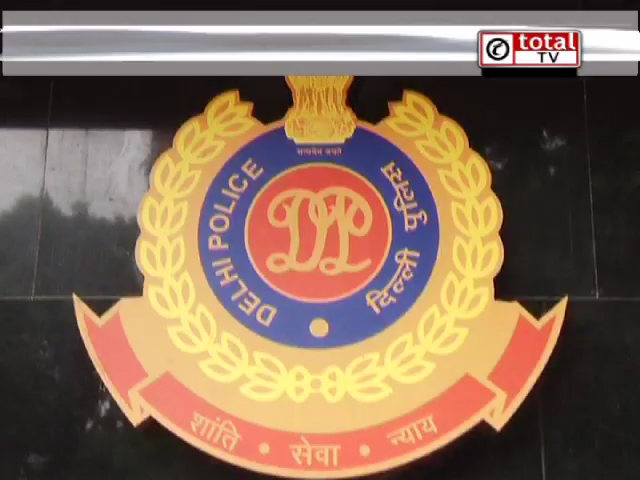 total
TV
सत्यमेव जयते
DELHI POLICE
दिल्ली पुलिस
DP
शांति • सेवा • न्याय